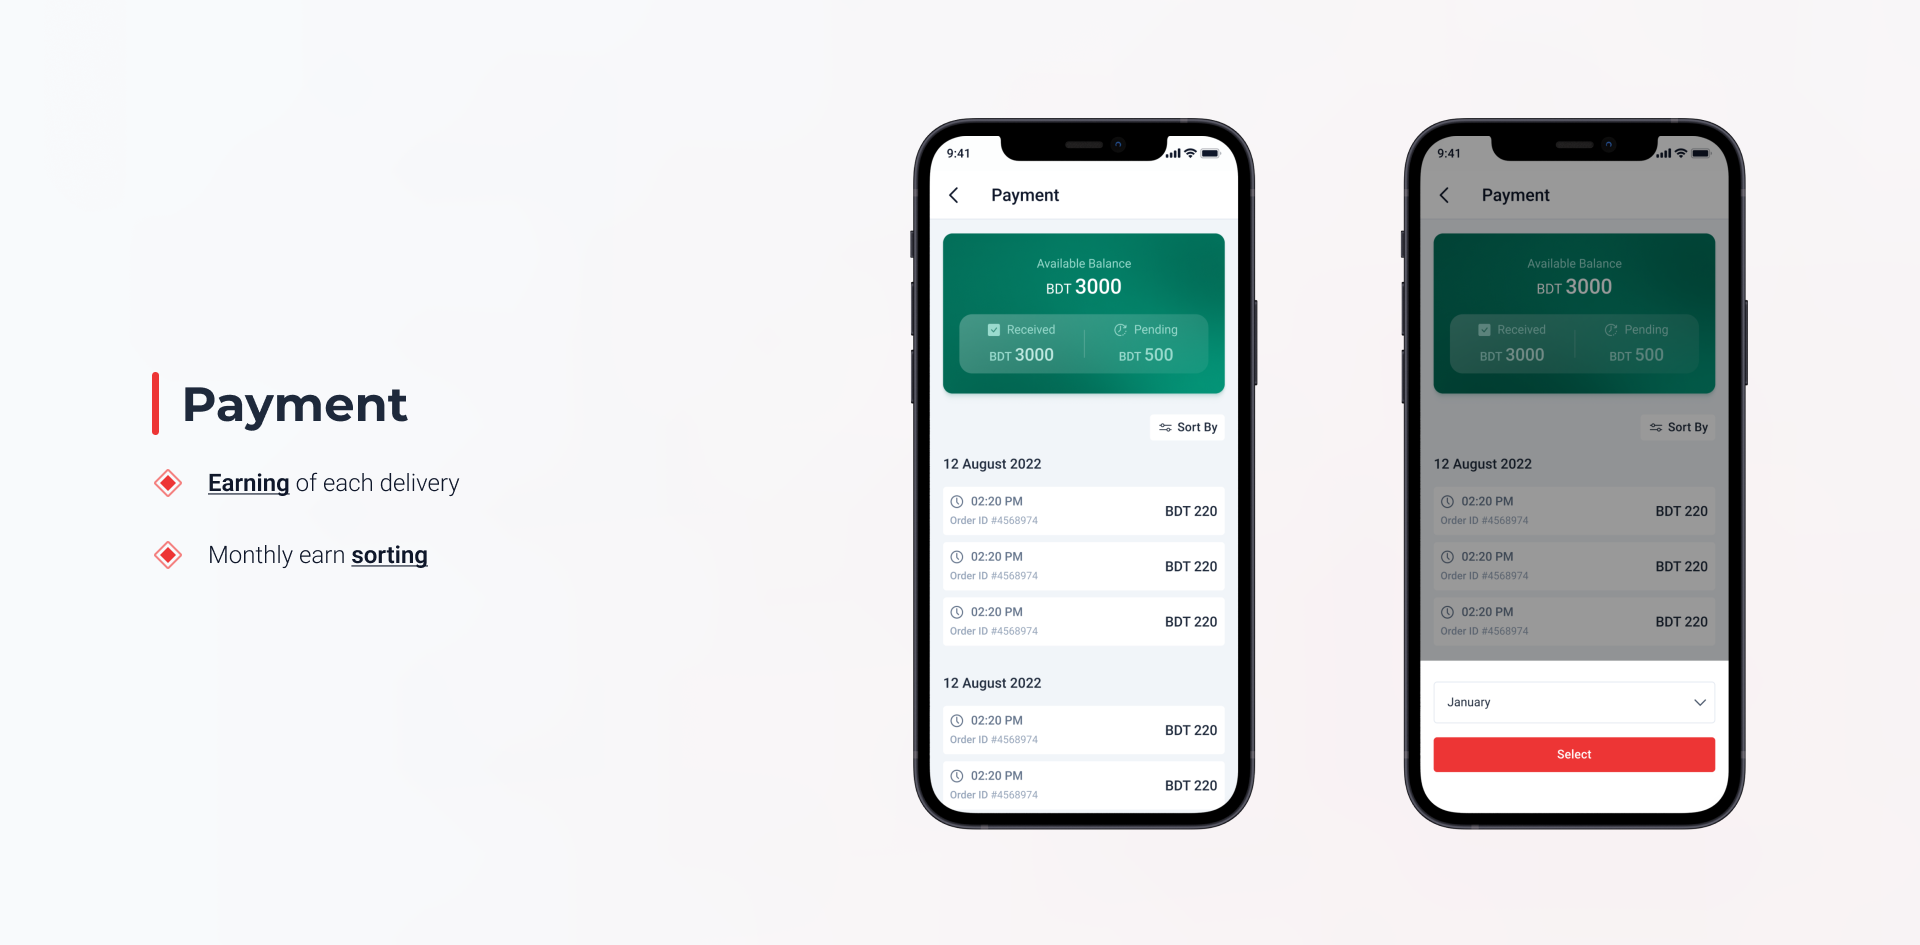 Payment
Earning of each delivery
Monthly earn sorting
9:41
Payment
Available Balance
BDT 3000
Received
Pending
BDT 3000
BDT 500
Sort By
12 August 2022
02:20 PM
Order ID #4568974
BDT 220
02:20 PM
Order ID #4568974
BDT 220
02:20 PM
Order ID #4568974
BDT 220
12 August 2022
02:20 PM
Order ID #4568974
BDT 220
02:20 PM
Order ID #4568974
BDT 220
9:41
Payment
Available Balance
BDT 3000
Received
Pending
BDT 3000
BDT 500
Sort By
12 August 2022
02:20 PM
Order ID #4568974
BDT 220
02:20 PM
Order ID #4568974
BDT 220
02:20 PM
Order ID #4568974
BDT 220
January
Select